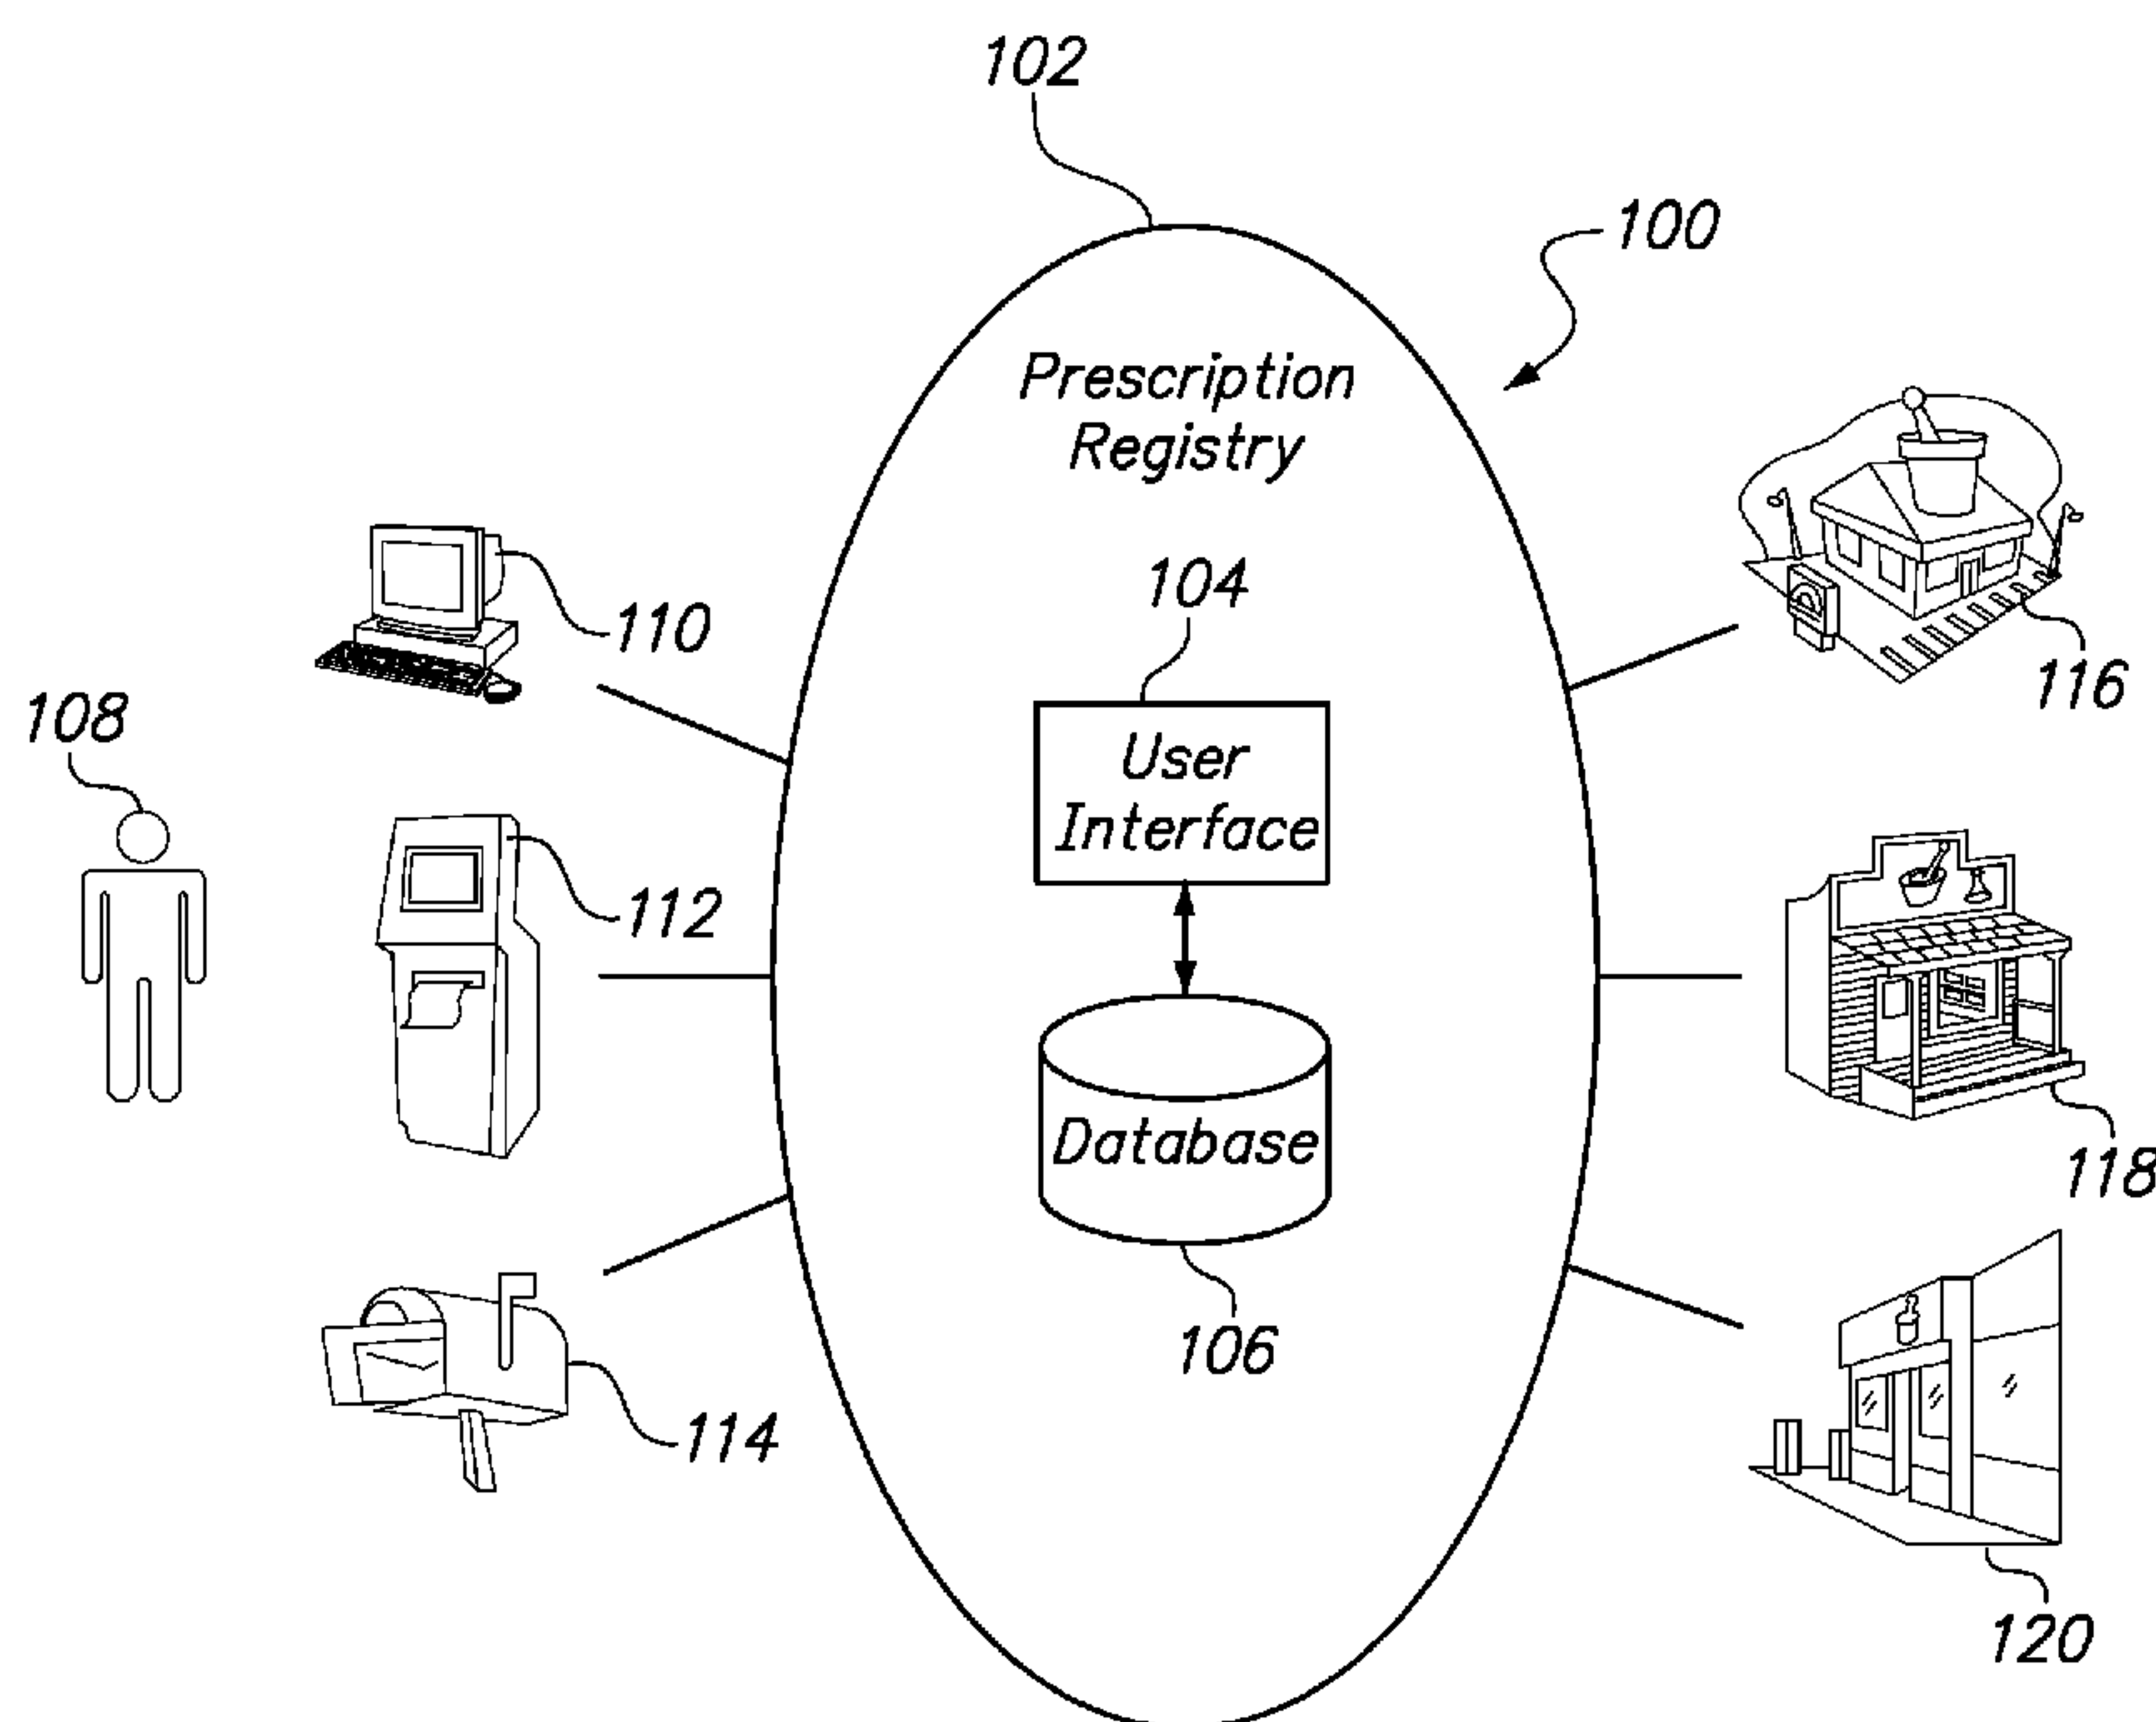 102
100
Prescription
Registry
104
110
116
108
User
Interface
112
Database
118
106
114
120